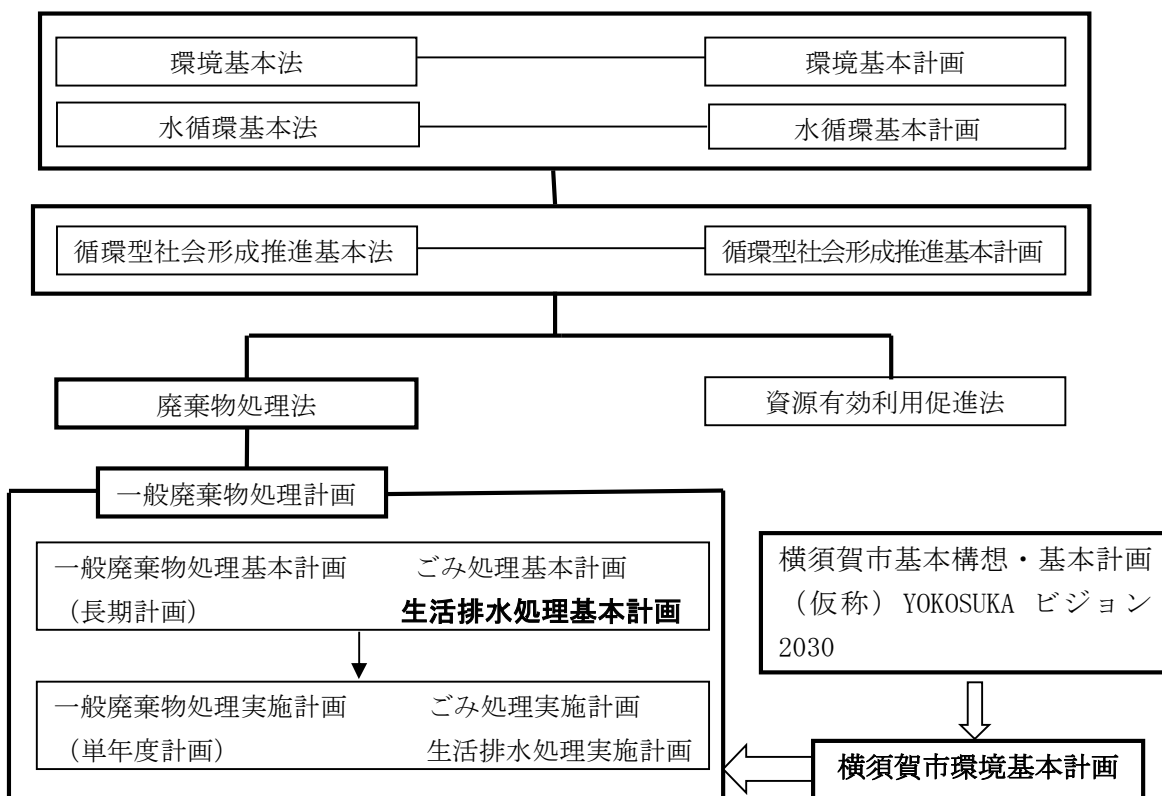 環境基本法
環境基本計画
水循環基本法
水循環基本計画
循環型社会形成推進基本法
循環型社会形成推進基本計画
廃棄物処理法
資源有効利用促進法
一般廃棄物処理計画
一般廃棄物処理基本計画 ごみ処理基本計画
(長期計画) 生活排水処理基本計画
一般廃棄物処理実施計画 ごみ処理実施計画
(単年度計画) 生活排水処理実施計画
横須賀市基本構想・基本計画
(仮称) YOKOSUKA ビジョン
2030
横須賀市環境基本計画